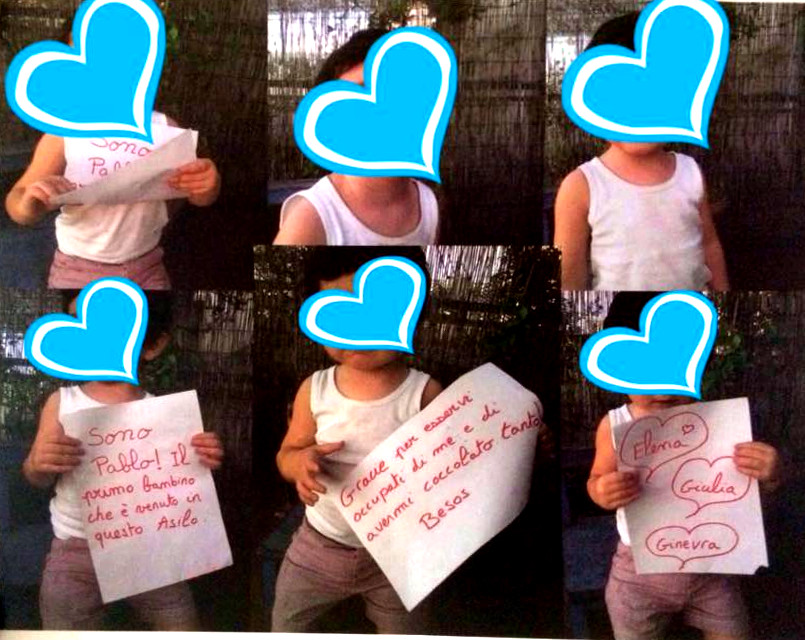 Sono
Sono
Pablo! Il
primo bambino
che è venuto in
questo Asilo.
Grazie per esservi
occupati di me e di
avermi coccolato tanto!
Besos
Elena
Giulia
Ginevra